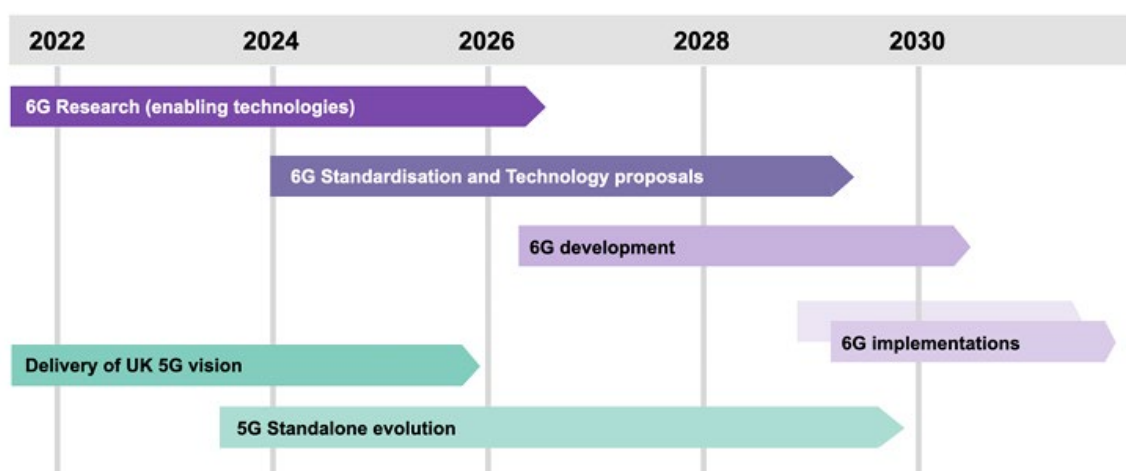 2022 2024 2026 2028 2030
6G Research (enabling technologies)
6G Standardisation and Technology proposals
6G development
6G implementations
Delivery of UK 5G vision
5G Standalone evolution